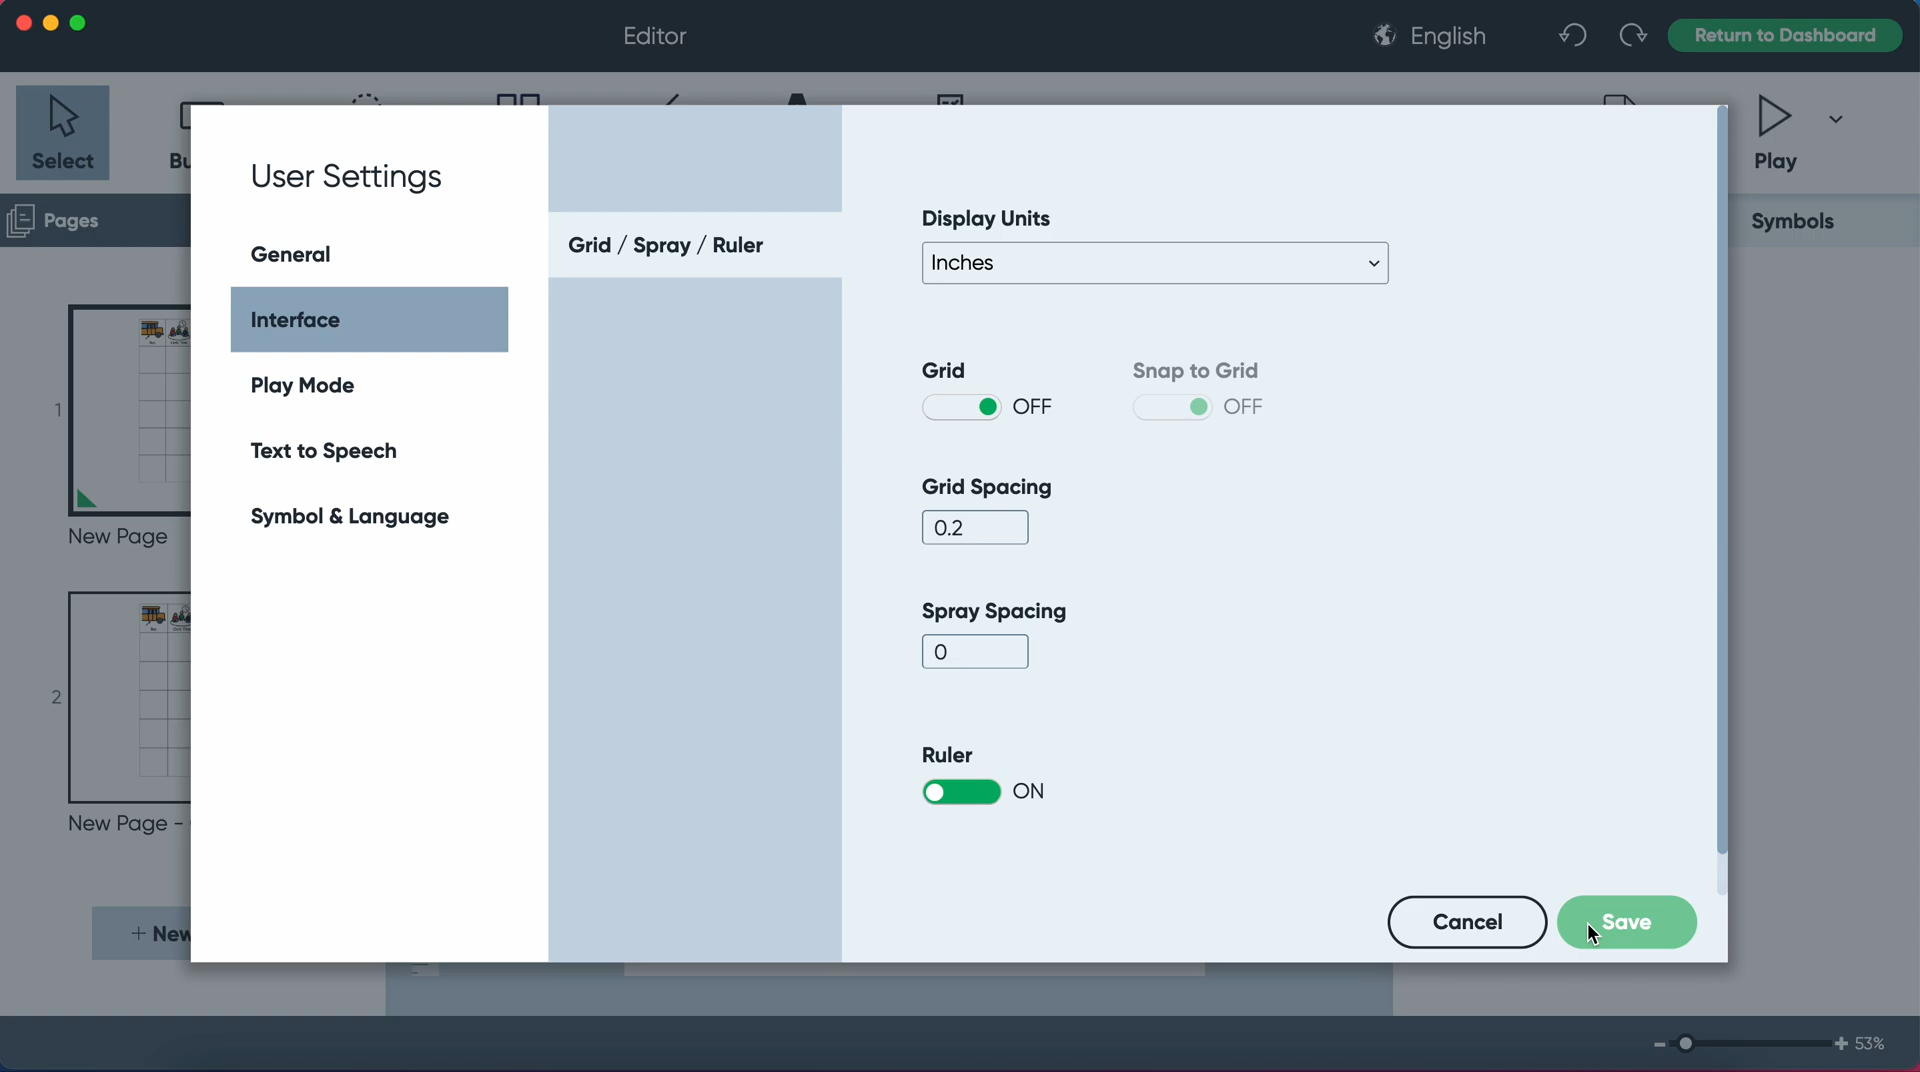 Editor
English
Return to Dashboard
Select
Bu
Play
Pages
Symbols
User Settings
General
Interface
Play Mode
Text to Speech
Symbol & Language
Grid / Spray / Ruler
Display Units
Inches
Grid
Snap to Grid
OFF
OFF
Grid Spacing
0.2
Spray Spacing
0
Ruler
ON
Cancel
Save
1
New Page
2
New Page -
+ New
53%